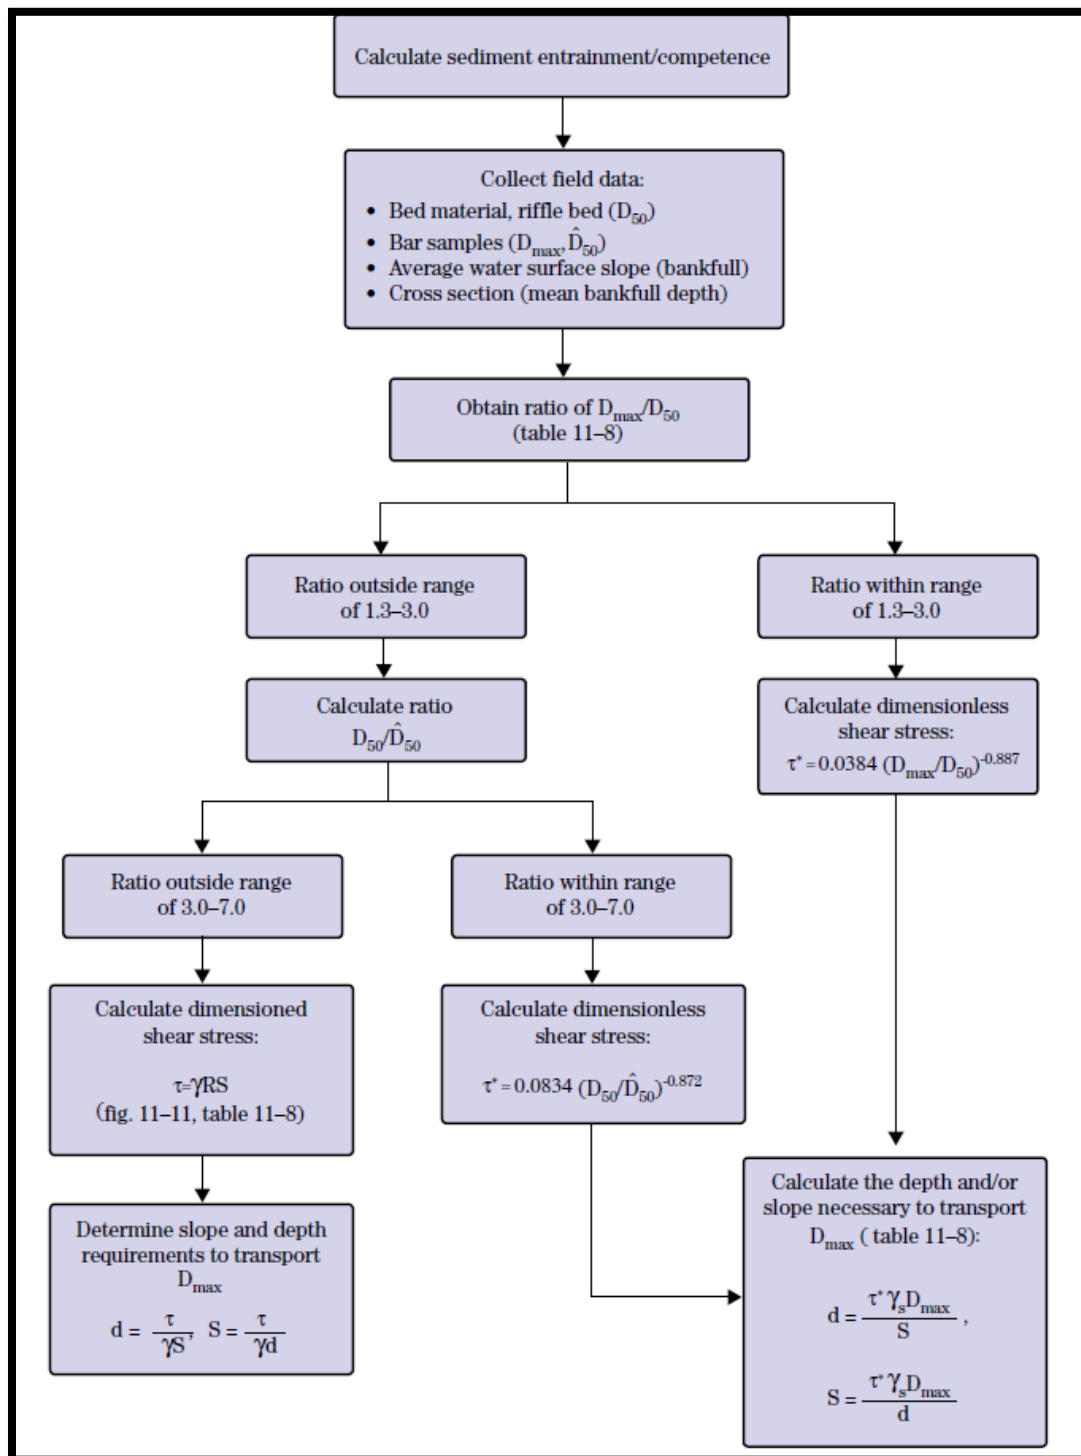 Calculate sediment entrainment/competence
Collect field data:
• Bed material, riffle bed (D₅₀)
• Bar samples (Dₘₐₓ, D̂₅₀)
• Average water surface slope (bankfull)
• Cross section (mean bankfull depth)
Obtain ratio of Dₘₐₓ/D₅₀
(table 11–8)
Ratio outside range
of 1.3–3.0
Ratio within range
of 1.3–3.0
Calculate ratio
D₅₀/D̂₅₀
Calculate dimensionless
shear stress:
τ* = 0.0384 (Dₘₐₓ/D₅₀)⁻⁰·⁸⁸⁷
Ratio outside range
of 3.0–7.0
Ratio within range
of 3.0–7.0
Calculate dimensioned
shear stress:
τ=γRS
(fig. 11–11, table 11–8)
Calculate dimensionless
shear stress:
τ* = 0.0834 (D₅₀/D̂₅₀)⁻⁰·⁸⁷²
Determine slope and depth
requirements to transport
Dₘₐₓ
d = τ/γS, S = τ/γd
Calculate the depth and/or
slope necessary to transport
Dₘₐₓ ( table 11–8):
d = τ* γₛDₘₐₓ/S ,
S = τ* γₛDₘₐₓ/d